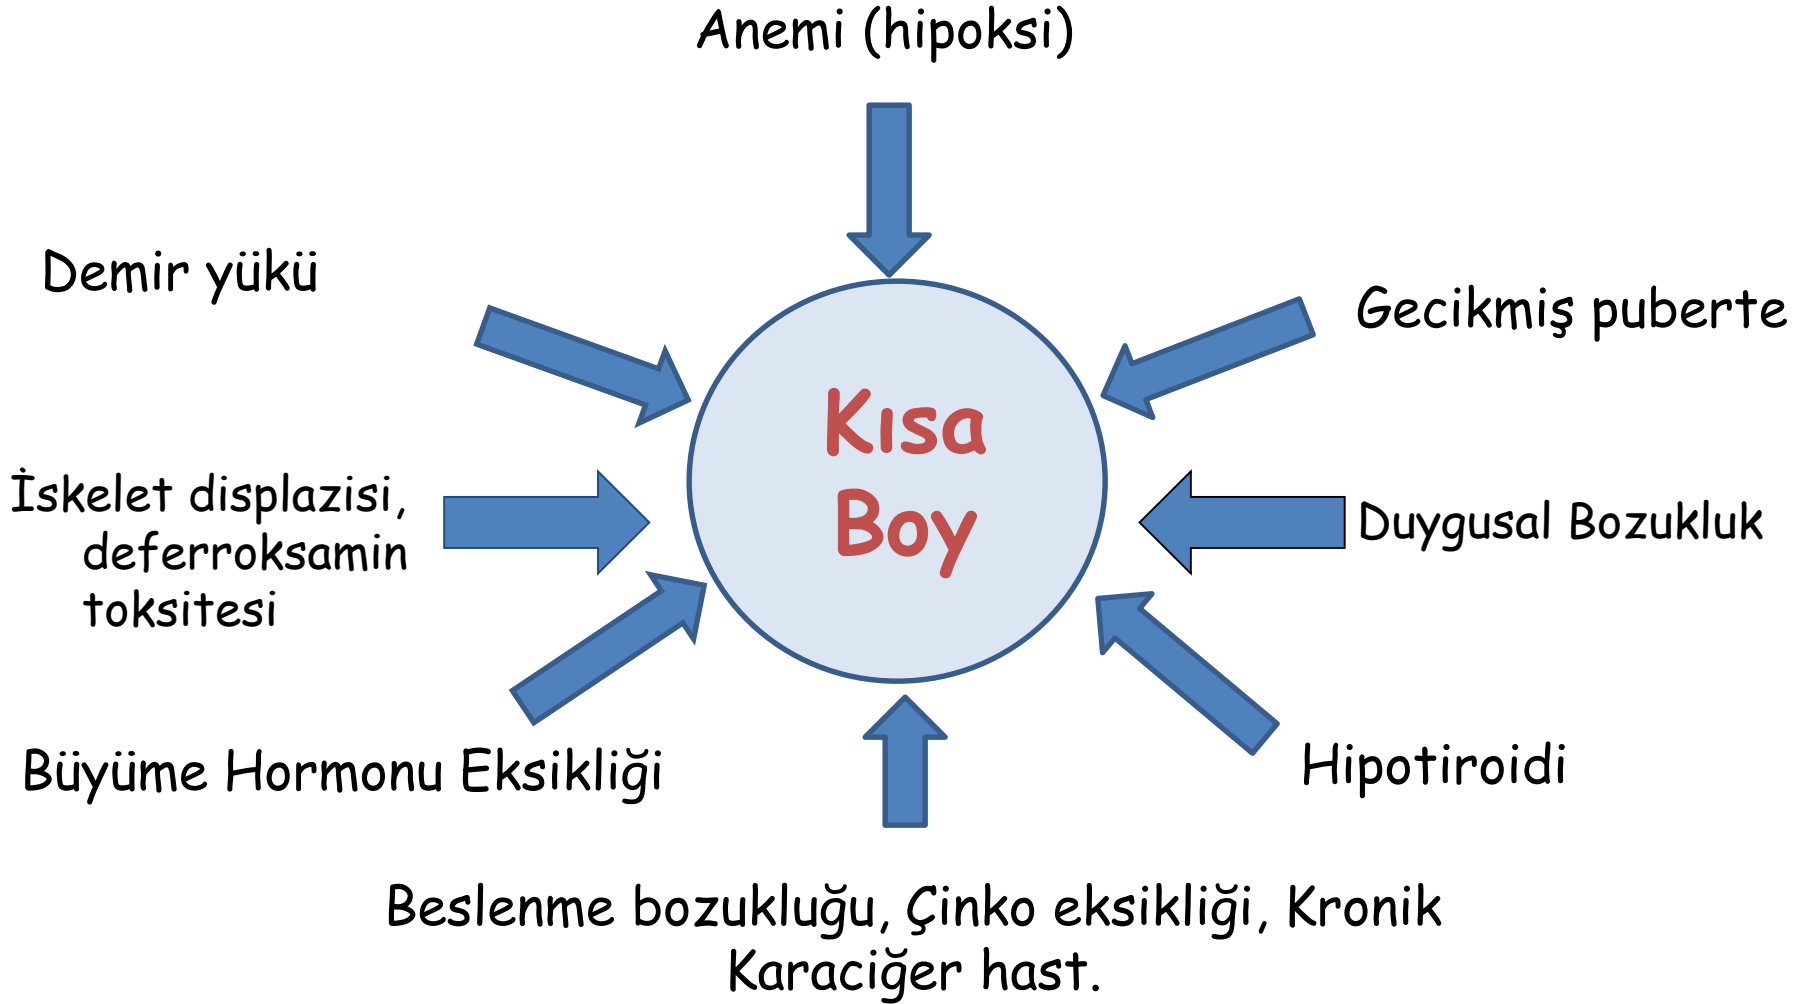 Anemi (hipoksi)
Demir yükü
Gecikmiş puberte
Kısa
Boy
İskelet displazisi,
deferroksamin
toksitesi
Duygusal Bozukluk
Büyüme Hormonu Eksikliği
Hipotiroidi
Beslenme bozukluğu, Çinko eksikliği, Kronik
Karaciğer hast.